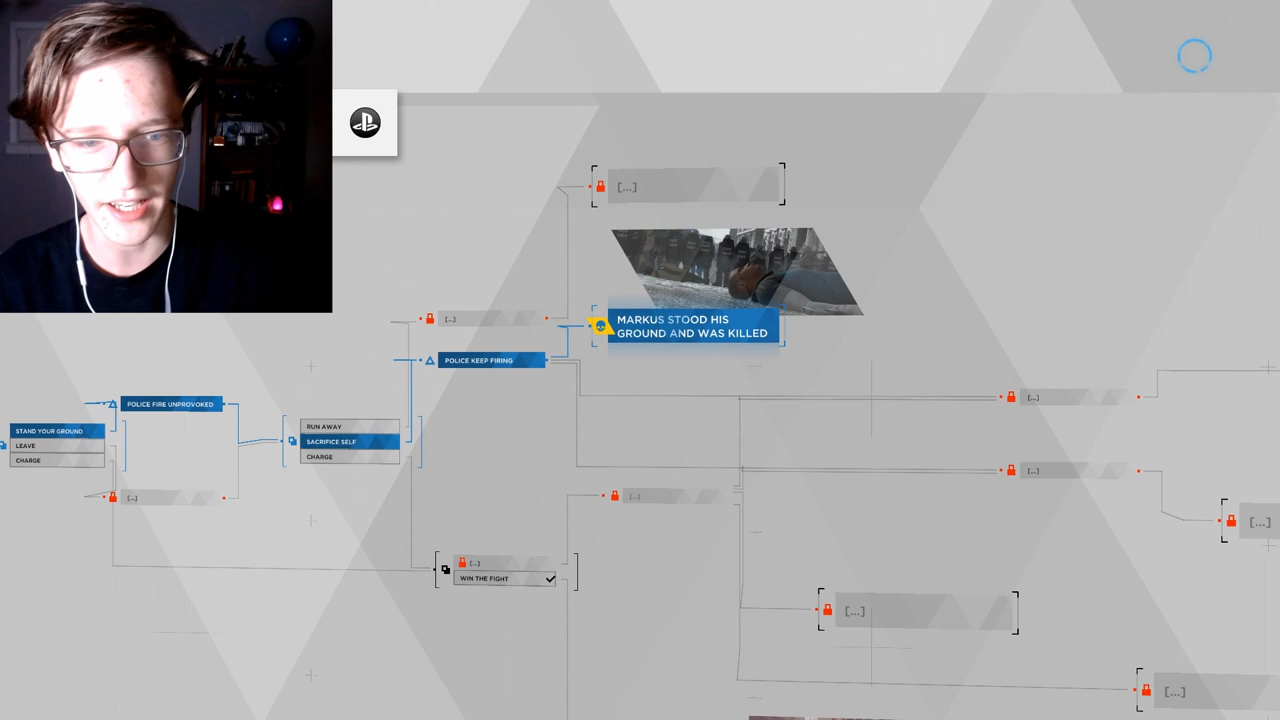 [...]
MARKUS STOOD HIS
GROUND AND WAS KILLED
[...]
POLICE KEEP FIRING
POLICE FIRE UNPROVOKED
STAND YOUR GROUND
LEAVE
CHARGE
RUN AWAY
SACRIFICE SELF
CHARGE
[...]
[...]
[...]
[...]
[...]
[...]
WIN THE FIGHT
[...]
[...]